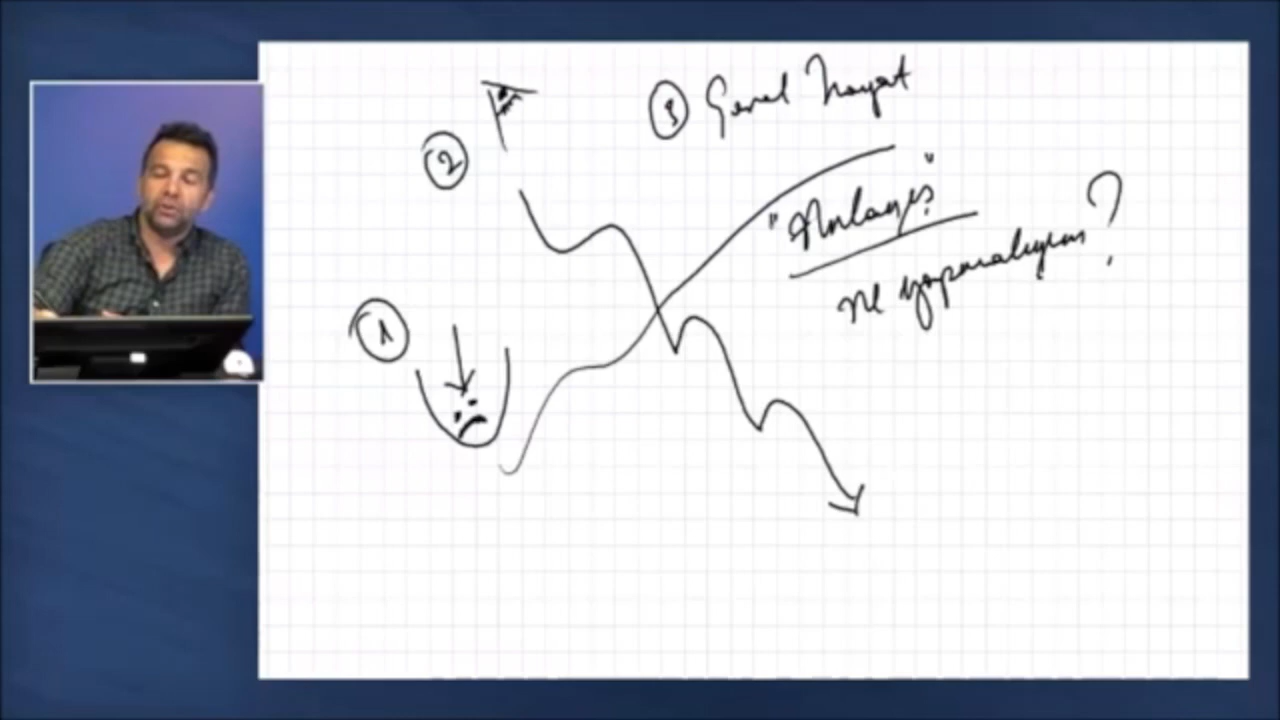 ② 
③ Genel hayat
"Anlayış"
①
ne yapmalıyım?